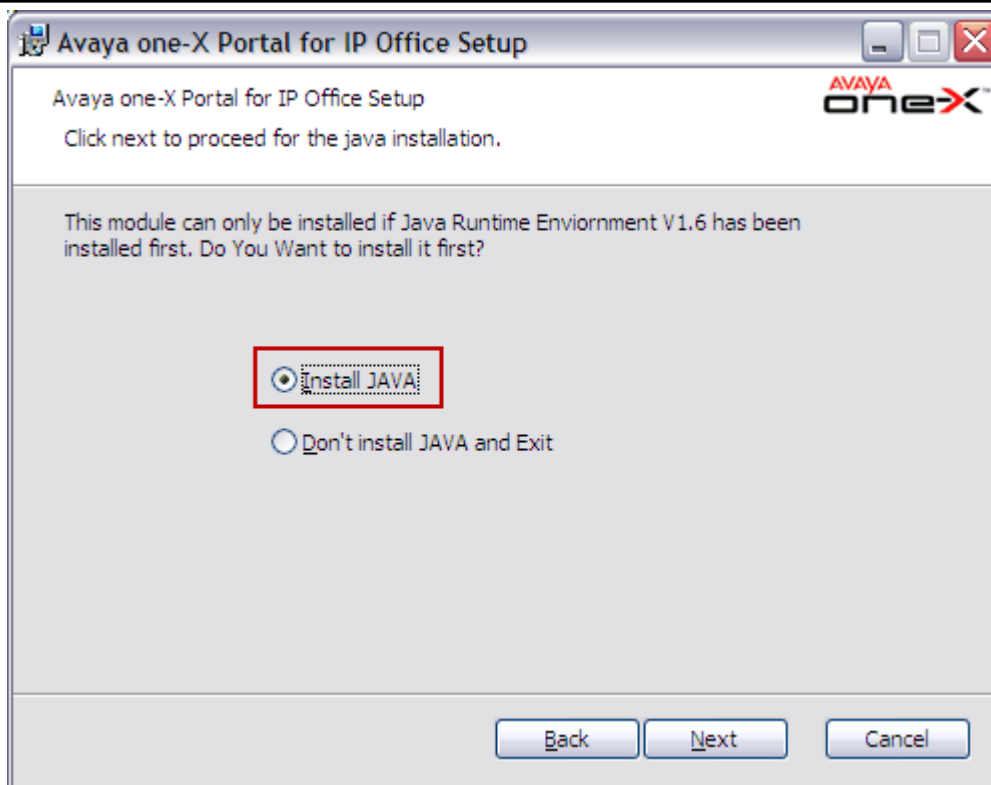 Avaya one-X Portal for IP Office Setup
Avaya one-X Portal for IP Office Setup
Click next to proceed for the java installation.
AVAYA
one-X™
This module can only be installed if Java Runtime Enviornment V1.6 has been
installed first. Do You Want to install it first?
Install JAVA
Don't install JAVA and Exit
Back Next Cancel